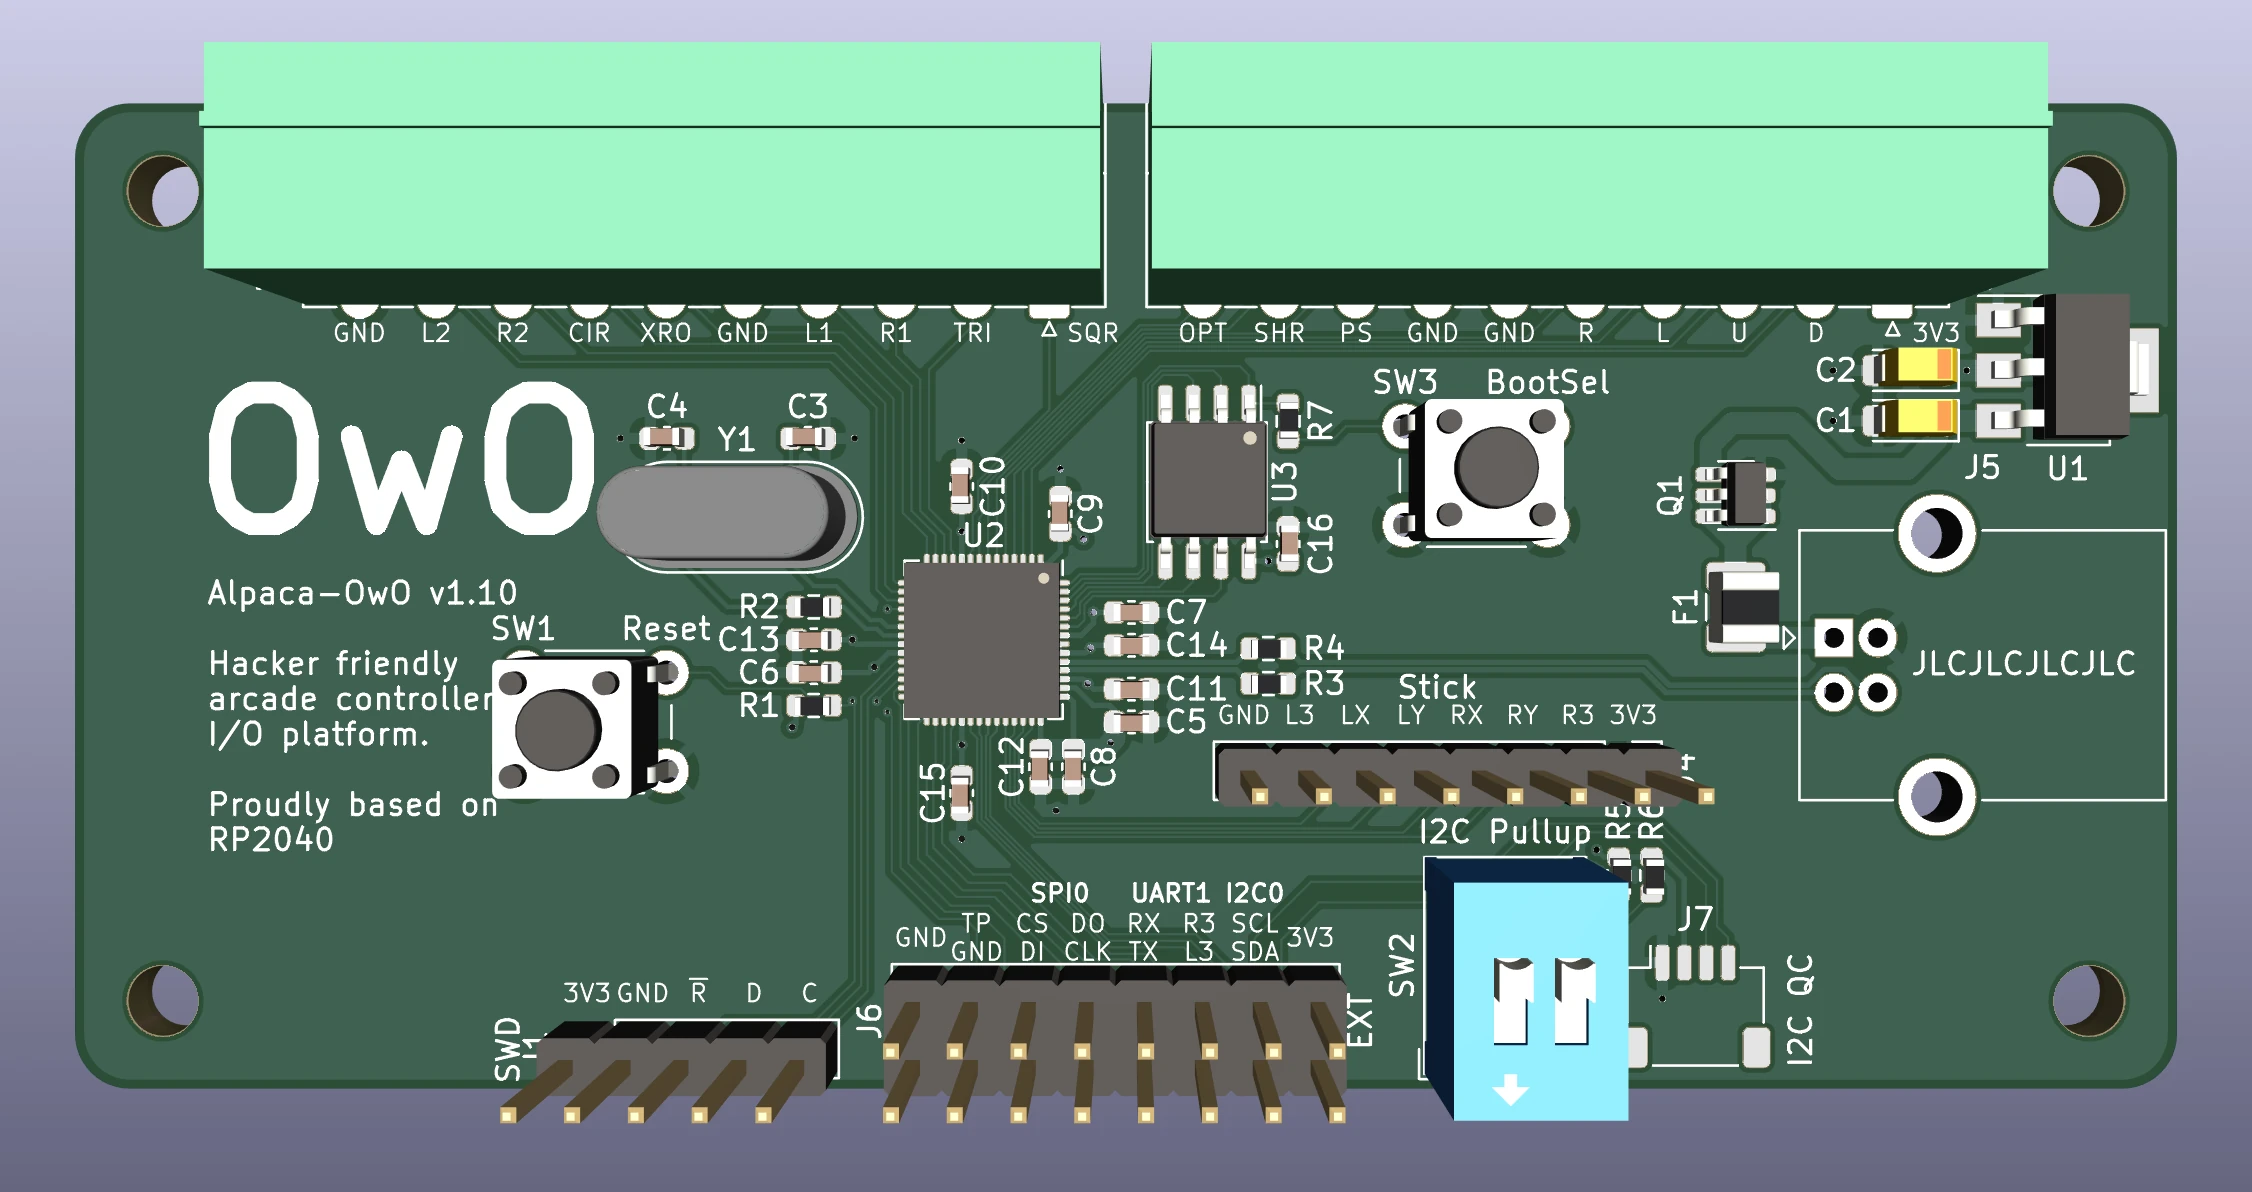 GND L2 R2 CIR XRO GND L1 R1 TRI SQR
OPT SHR PS GND GND R L U D 3V3
OwO
C4 C3
Y1
C10
C9
U2
R7
U3
C16
SW3 BootSel
C2
C1
J5 U1
Q1
F1
Alpaca-OwO v1.10
SW1 Reset
Hacker friendly
arcade controller
I/O platform.
Proudly based on
RP2040
R2
C13
C6
R1
C7
C14
C11
C5
R4
R3
C12
C8
C15
JLCJLCJLCJLC
Stick
GND L3 LX LY RX RY R3 3V3
I2C Pullup
R5
R6
SPI0 UART1 I2C0
TP CS DO RX R3 SCL
GND 3V3
GND DI CLK TX L3 SDA
J6
EXT
SW2
J7
I2C QC
3V3 GND R D C
SWD